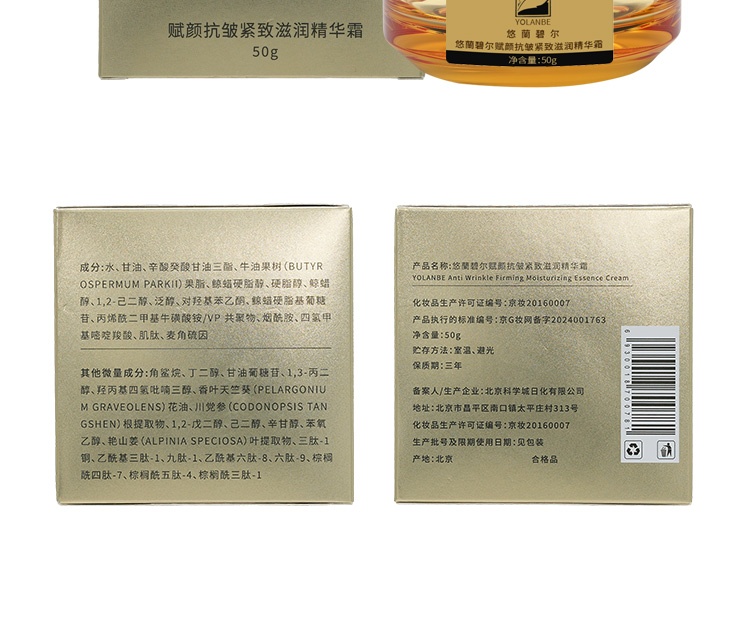 赋颜抗皱紧致滋润精华霜
50g
YOLANBE
悠蘭碧尔
悠蘭碧尔赋颜抗皱紧致滋润精华霜
净含量:50g
成分:水、甘油、辛酸癸酸甘油三酯、牛油果树(BUTYR
OSPERMUM PARKII)果脂、鲸蜡硬脂醇、硬脂醇、鲸蜡
醇、1,2-己二醇、泛醇、对羟基苯乙酮、鲸蜡硬脂基葡糖
苷、丙烯酰二甲基牛磺酸铵/VP 共聚物、烟酰胺、四氢甲
基嘧啶羧酸、肌肽、麦角硫因
其他微量成分:角鲨烷、丁二醇、甘油葡糖苷、1,3-丙二
醇、羟丙基四氢吡喃三醇、香叶天竺葵(PELARGONIU
M GRAVEOLENS)花油、川党参(CODONOPSIS TAN
GSHEN)根提取物、1,2-戊二醇、己二醇、辛甘醇、苯氧
乙醇、艳山姜(ALPINIA SPECIOSA)叶提取物、三肽-1
铜、乙酰基三肽-1、九肽-1、乙酰基六肽-8、六肽-9、棕榈
酰四肽-7、棕榈酰五肽-4、棕榈酰三肽-1
产品名称:悠蘭碧尔赋颜抗皱紧致滋润精华霜
YOLANBE Anti Wrinkle Firming Moisturizing Essence Cream
化妆品生产许可证编号:京妆20160007
产品执行的标准编号:京G妆网备字2024001763
净含量:50g
贮存方法:室温、避光
保质期:三年
备案人/生产企业:北京科学城日化有限公司
地址:北京市昌平区南口镇太平庄村313号
化妆品生产许可证编号:京妆20160007
生产批号及限期使用日期:见包装
产地:北京 合格品
6930018700781